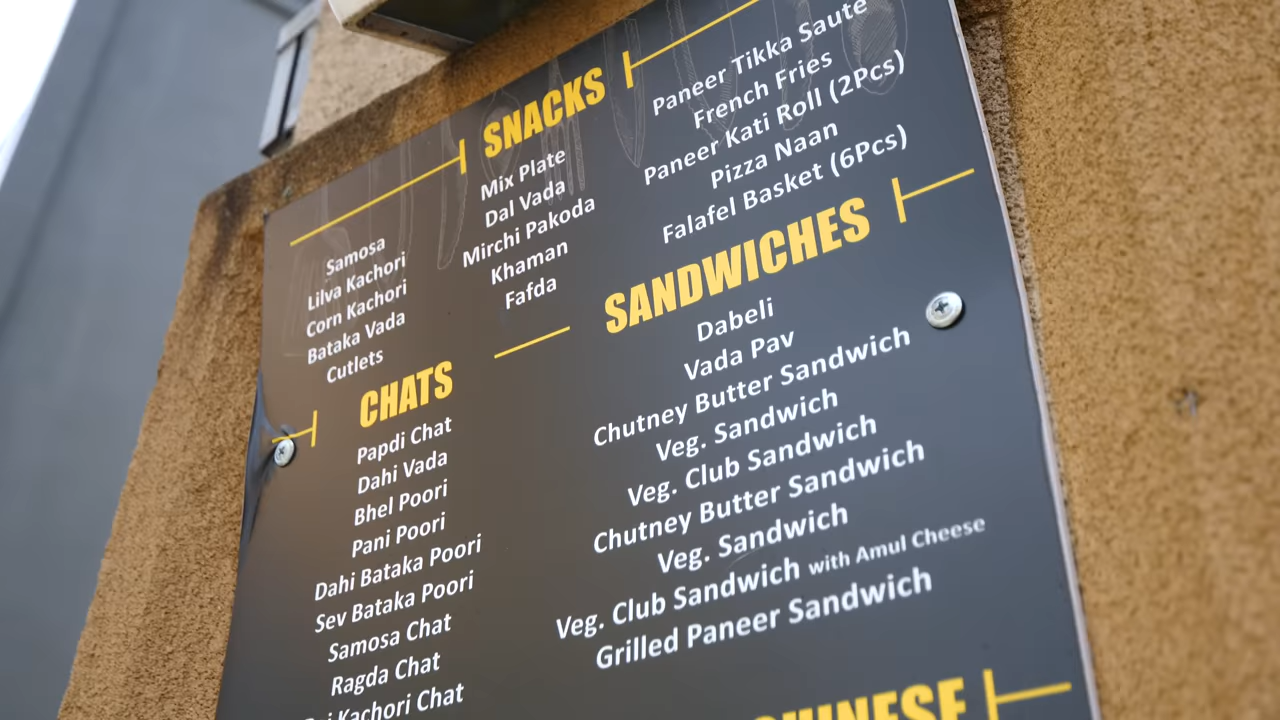 SNACKS
Samosa
Lilva Kachori
Corn Kachori
Bataka Vada
Cutlets
Mix Plate
Dal Vada
Mirchi Pakoda
Khaman
Fafda
Paneer Tikka Saute
French Fries
Paneer Kati Roll (2Pcs)
Pizza Naan
Falafel Basket (6Pcs)
CHATS
Papdi Chat
Dahi Vada
Bhel Poori
Pani Poori
Dahi Bataka Poori
Sev Bataka Poori
Samosa Chat
Ragda Chat
Kachori Chat
SANDWICHES
Dabeli
Vada Pav
Chutney Butter Sandwich
Veg. Sandwich
Veg. Club Sandwich
Chutney Butter Sandwich
Veg. Sandwich
Veg. Club Sandwich with Amul Cheese
Grilled Paneer Sandwich
CHINESE